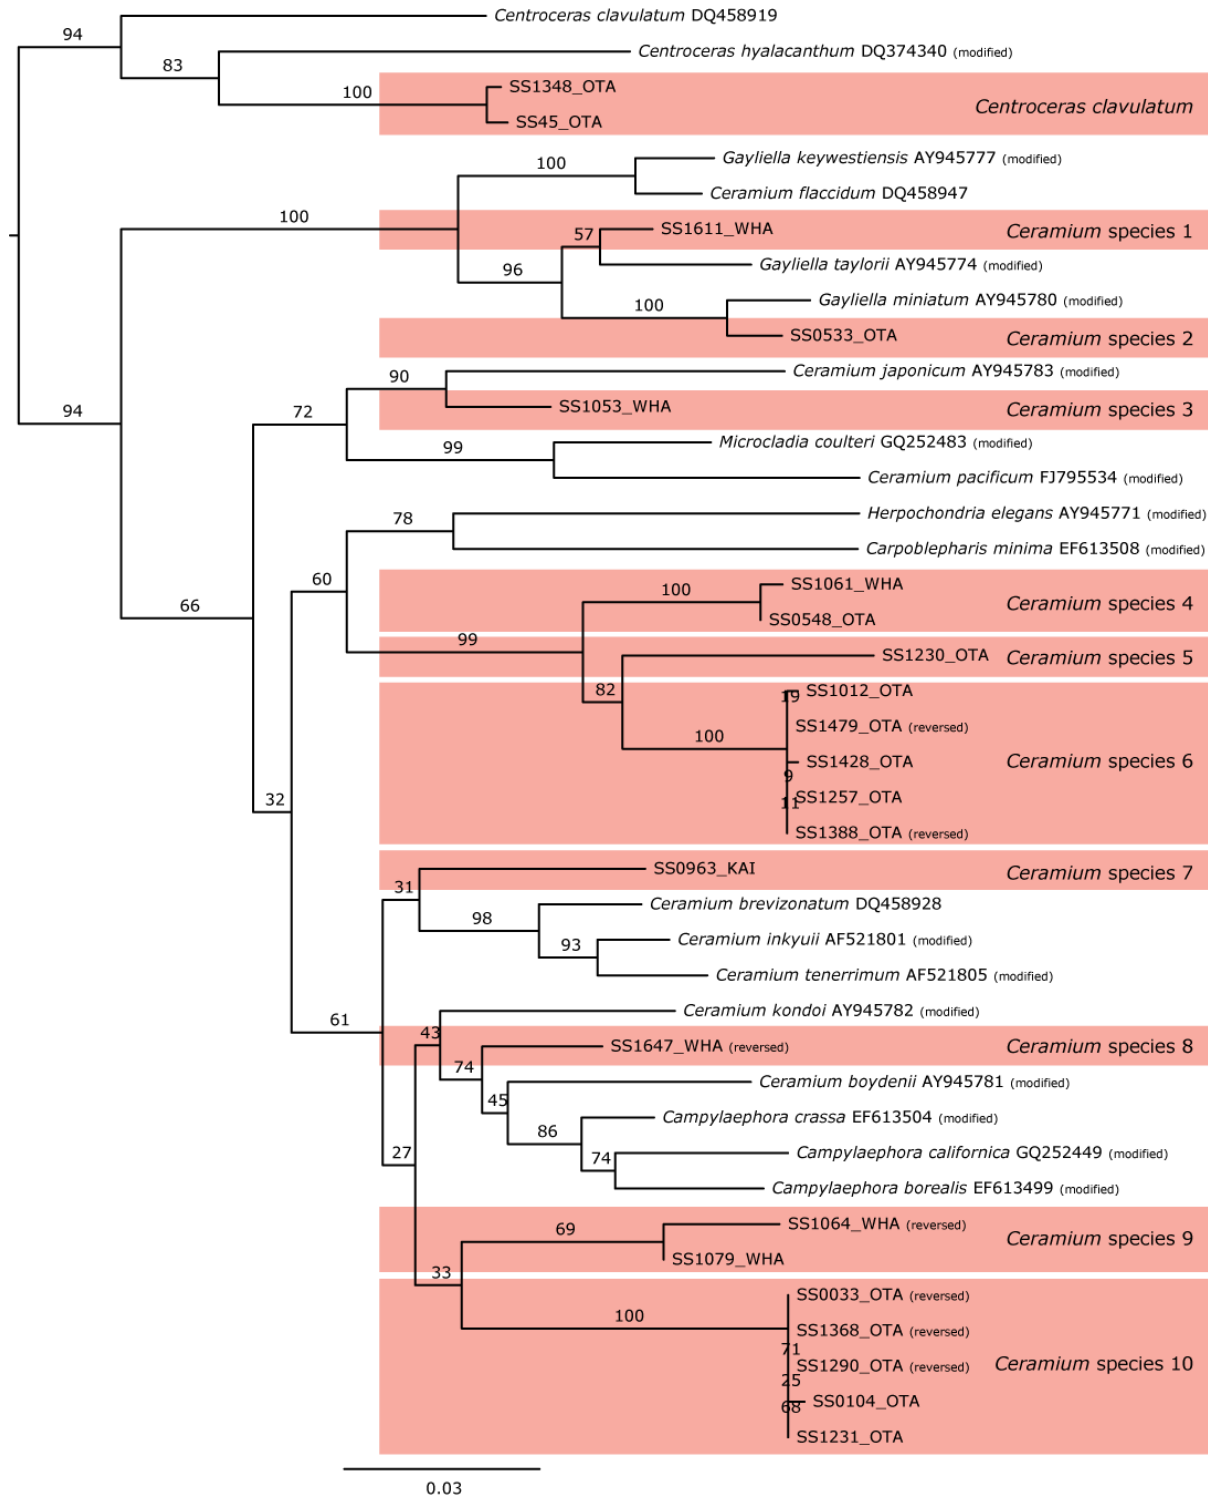 Centroceras clavulatum DQ458919
94
Centroceras hyalacanthum DQ374340 (modified)
83
SS1348_OTA
100
Centroceras clavulatum
SS45_OTA
Gayliella keywestiensis AY945777 (modified)
100
Ceramium flaccidum DQ458947
100
SS1611_WHA
Ceramium species 1
57
Gayliella taylorii AY945774 (modified)
96
Gayliella miniatum AY945780 (modified)
100
SS0533_OTA
Ceramium species 2
Ceramium japonicum AY945783 (modified)
90
SS1053_WHA
Ceramium species 3
94
72
Microcladia coulteri GQ252483 (modified)
99
Ceramium pacificum FJ795534 (modified)
Herpochondria elegans AY945771 (modified)
78
Carpoblepharis minima EF613508 (modified)
60
SS1061_WHA
100
Ceramium species 4
66
SS0548_OTA
99
SS1230_OTA
Ceramium species 5
82
SS1012_OTA
19
SS1479_OTA (reversed)
100
SS1428_OTA
Ceramium species 6
9
SS1257_OTA
11
32
SS1388_OTA (reversed)
SS0963_KAI
Ceramium species 7
31
Ceramium brevizonatum DQ458928
98
Ceramium inkyuii AF521801 (modified)
93
Ceramium tenerrimum AF521805 (modified)
Ceramium kondoi AY945782 (modified)
61
43
SS1647_WHA (reversed)
Ceramium species 8
74
Ceramium boydenii AY945781 (modified)
45
Campylaephora crassa EF613504 (modified)
86
Campylaephora californica GQ252449 (modified)
27
74
Campylaephora borealis EF613499 (modified)
SS1064_WHA (reversed)
69
Ceramium species 9
SS1079_WHA
33
SS0033_OTA (reversed)
100
SS1368_OTA (reversed)
71
SS1290_OTA (reversed)
Ceramium species 10
25
SS0104_OTA
68
SS1231_OTA
0.03